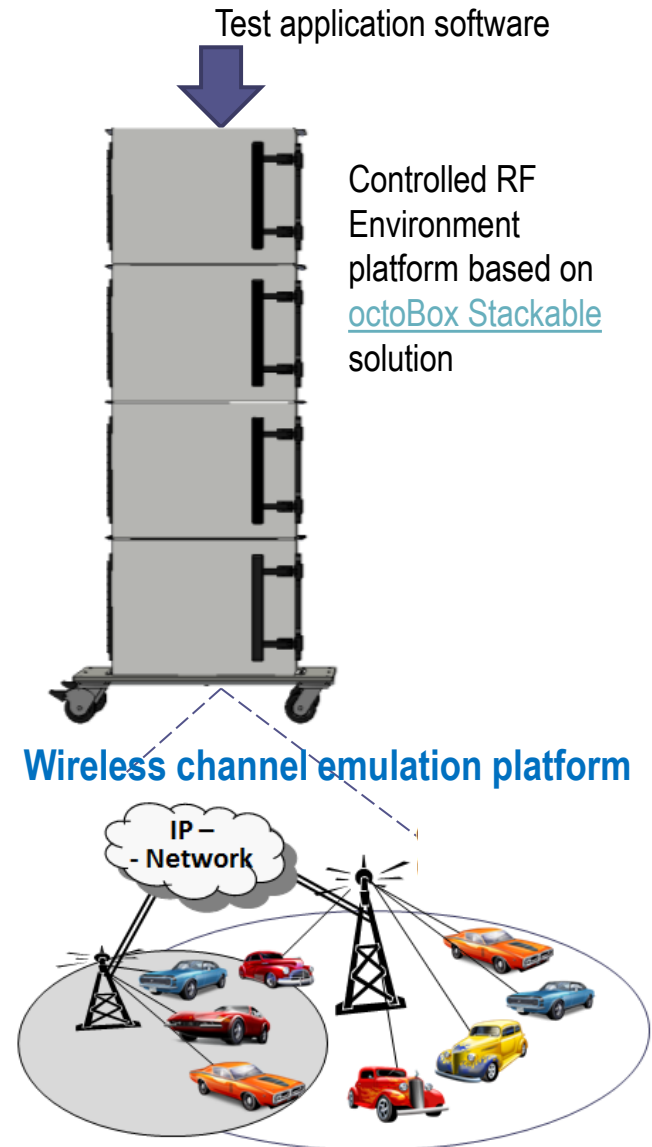 Test application software
Controlled RF
Environment
platform based on
octoBox Stackable
solution
Wireless channel emulation platform
IP –
- Network